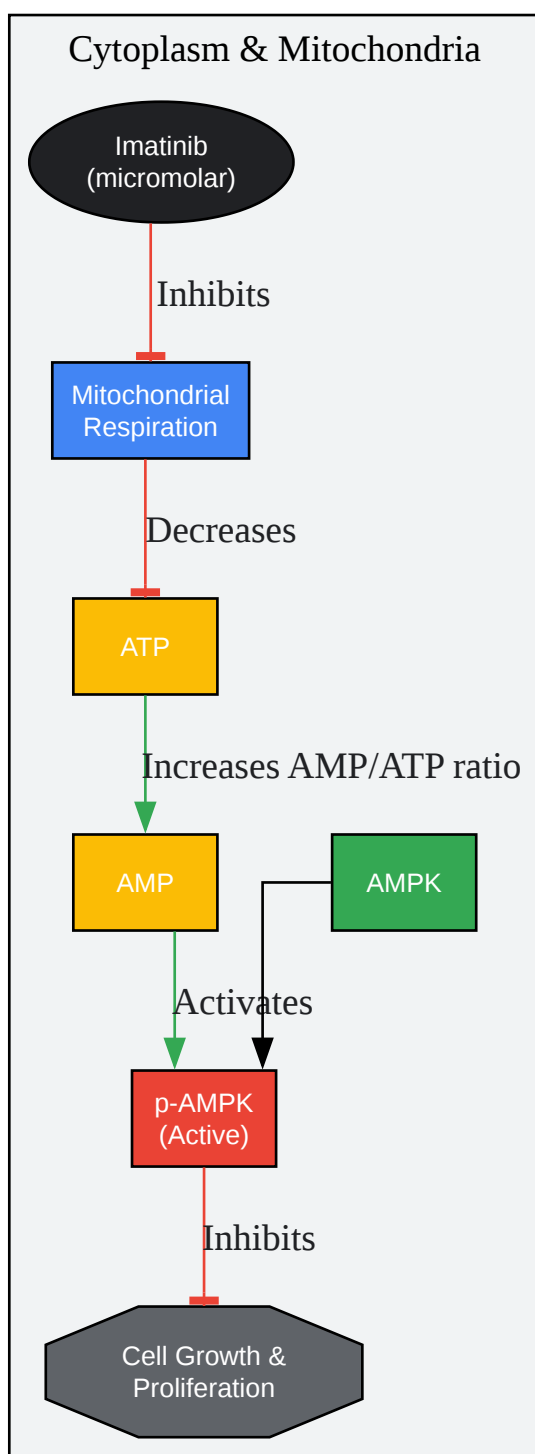 Cytoplasm & Mitochondria
Imatinib
(micromolar)
Inhibits
Mitochondrial
Respiration
Decreases
ATP
Increases AMP/ATP ratio
AMP
AMPK
Activates
p-AMPK
(Active)
Inhibits
Cell Growth &
Proliferation